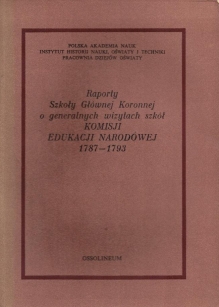 POLSKA AKADEMIA NAUK
INSTYTUT HISTORII NAUKI, OŚWIATY I TECHNIKI
PRACOWNIA DZIEJÓW OŚWIATY
Raporty
Szkoły Głównej Koronnej
o generalnych wizytach szkół
KOMISJI
EDUKACJI NARODOWEJ
1787—1793
OSSOLINEUM